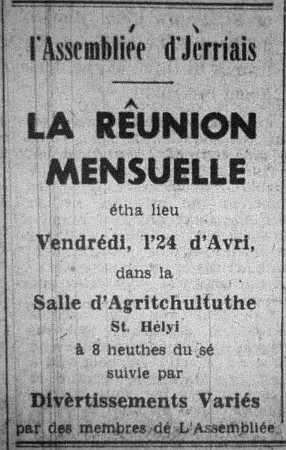 l'Assembliée d'Jèrriais
LA RÊUNION
MENSUELLE
étha lieu
Vendrédi, l'24 d'Avri,
dans la
Salle d'Agritchultuthe
St. Hélyi
à 8 heuthes du sé
suivie par
Divèrtissements Variés
par des membres de L'Assembliée